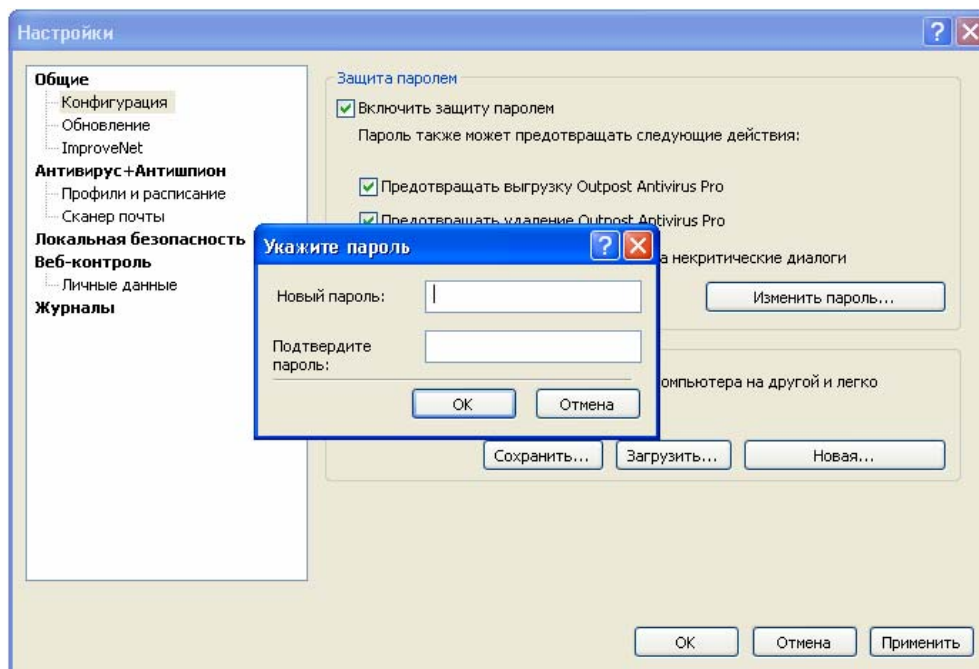 Настройки
Общие
Конфигурация
Обновление
ImproveNet
Антивирус+Антишпион
Профили и расписание
Сканер почты
Локальная безопасность
Веб-контроль
Личные данные
Журналы
Защита паролем
Включить защиту паролем
Пароль также может предотвращать следующие действия:
Предотвращать выгрузку Outpost Antivirus Pro
Предотвращать удаление Outpost Antivirus Pro
а некритические диалоги
Изменить пароль...
Укажите пароль
Новый пароль:
Подтвердите
пароль:
OK
Отмена
омпьютера на другой и легко
Сохранить...
Загрузить...
Новая...
OK
Отмена
Применить